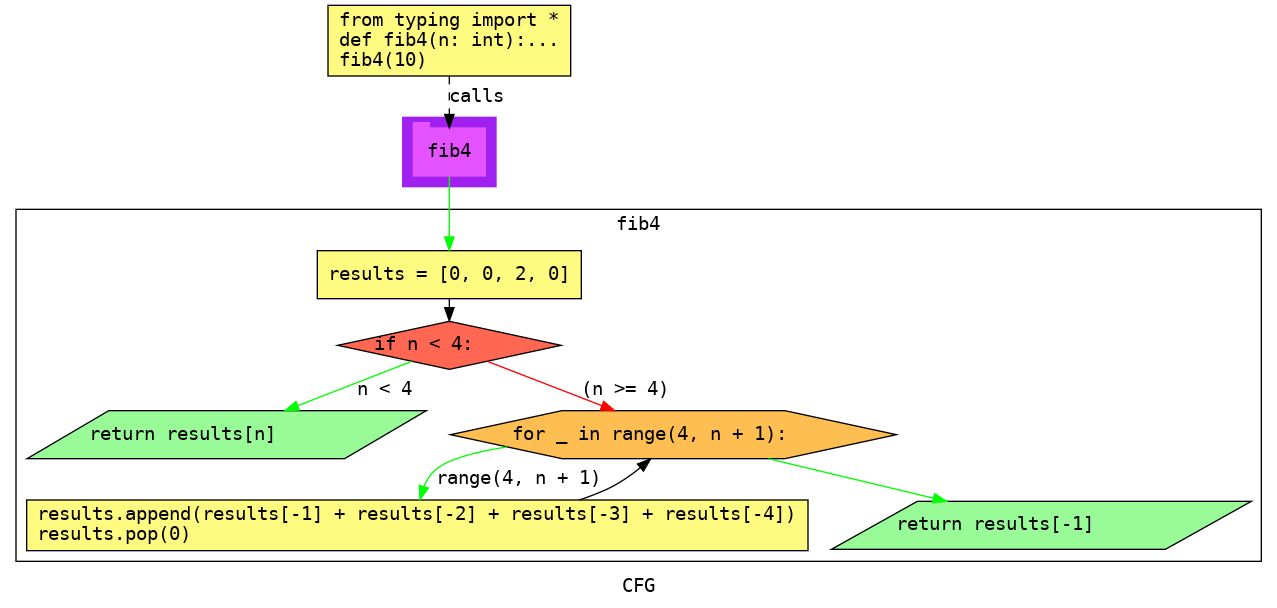 from typing import *
def fib4(n: int):...
fib4(10)
calls
fib4
fib4
results = [0, 0, 2, 0]
if n < 4:
n < 4
(n >= 4)
return results[n]
for _ in range(4, n + 1):
range(4, n + 1)
results.append(results[-1] + results[-2] + results[-3] + results[-4])
results.pop(0)
return results[-1]
CFG